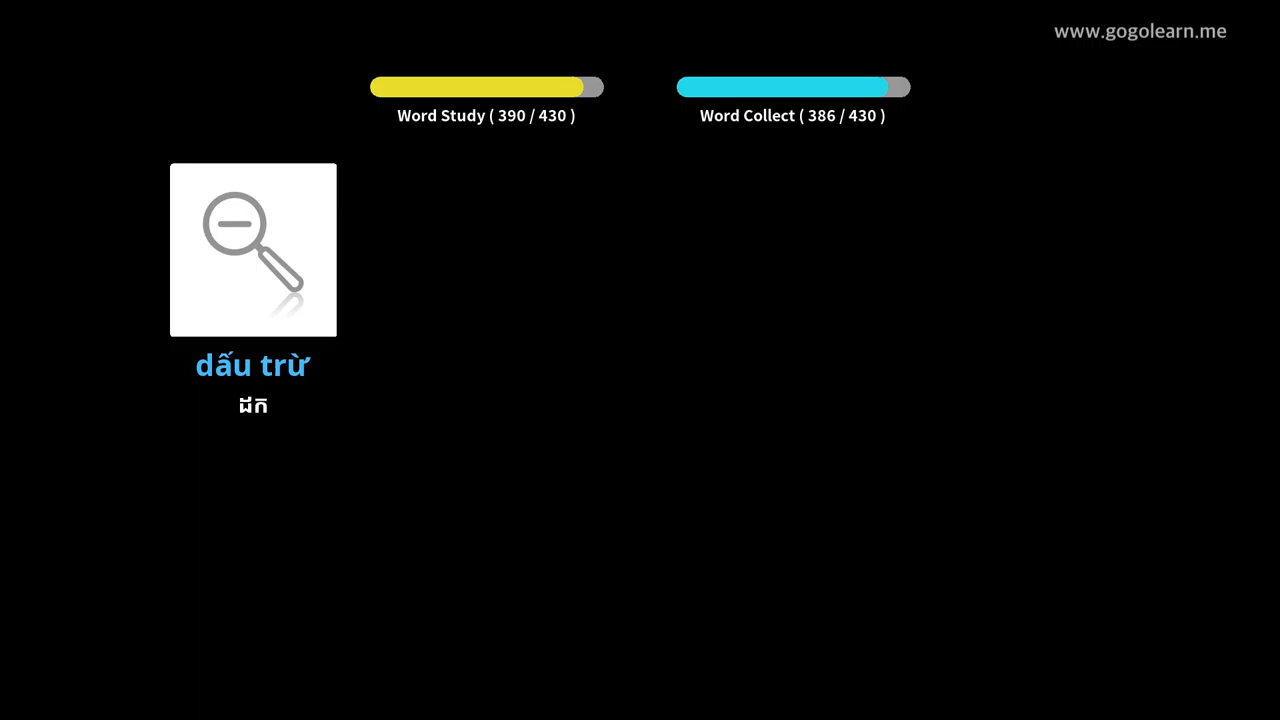 www.gogolearn.me
Word Study ( 390 / 430 )
Word Collect ( 386 / 430 )
dấu trừ
ដក